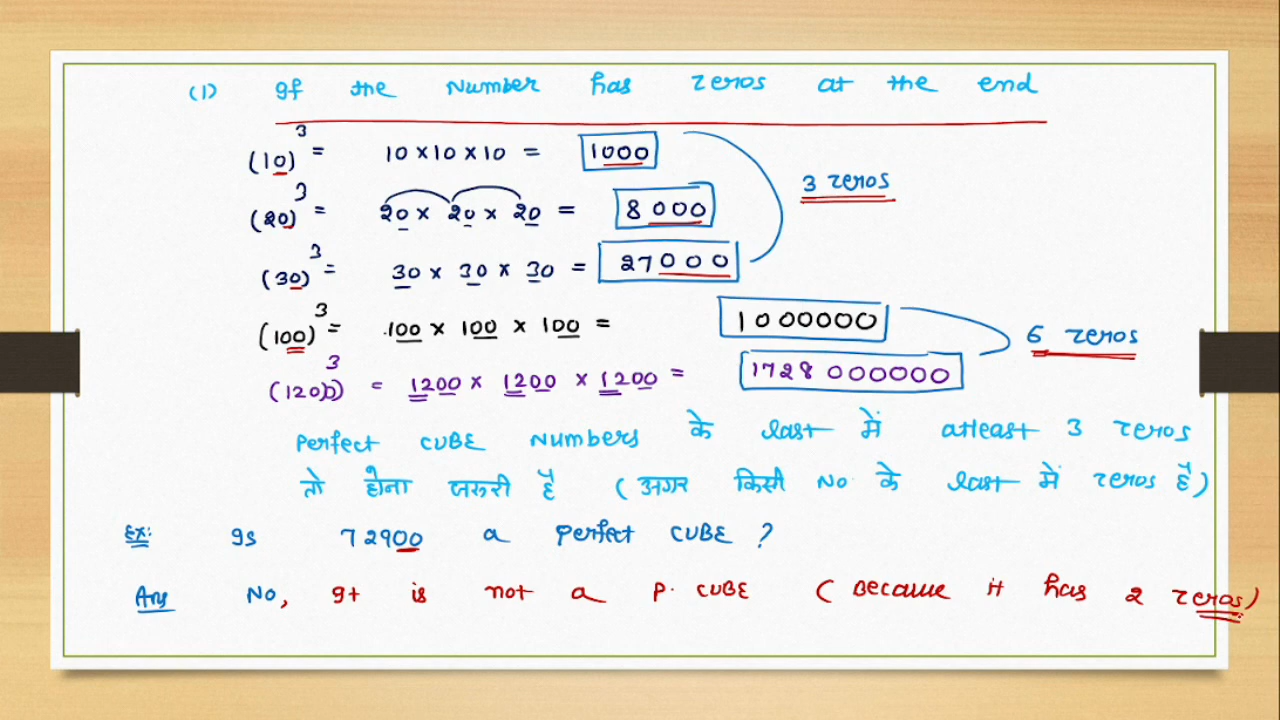 (1) If the Number has zeros at the end
(10)³ = 10 × 10 × 10 = 1000
(20)³ = 20 × 20 × 20 = 8000
3 zeros
(30)³ = 30 × 30 × 30 = 27000
(100)³ = 100 × 100 × 100 = 1000000
6 zeros
(1200)³ = 1200 × 1200 × 1200 = 1728000000
Perfect CUBE Numbers के last में atleast 3 zeros
तो होना जरुरी है (अगर किसी No के last में zeros है)
Ex: Is 72900 a perfect CUBE ?
Ans No, It is not a P. CUBE (Because it has 2 zeros)